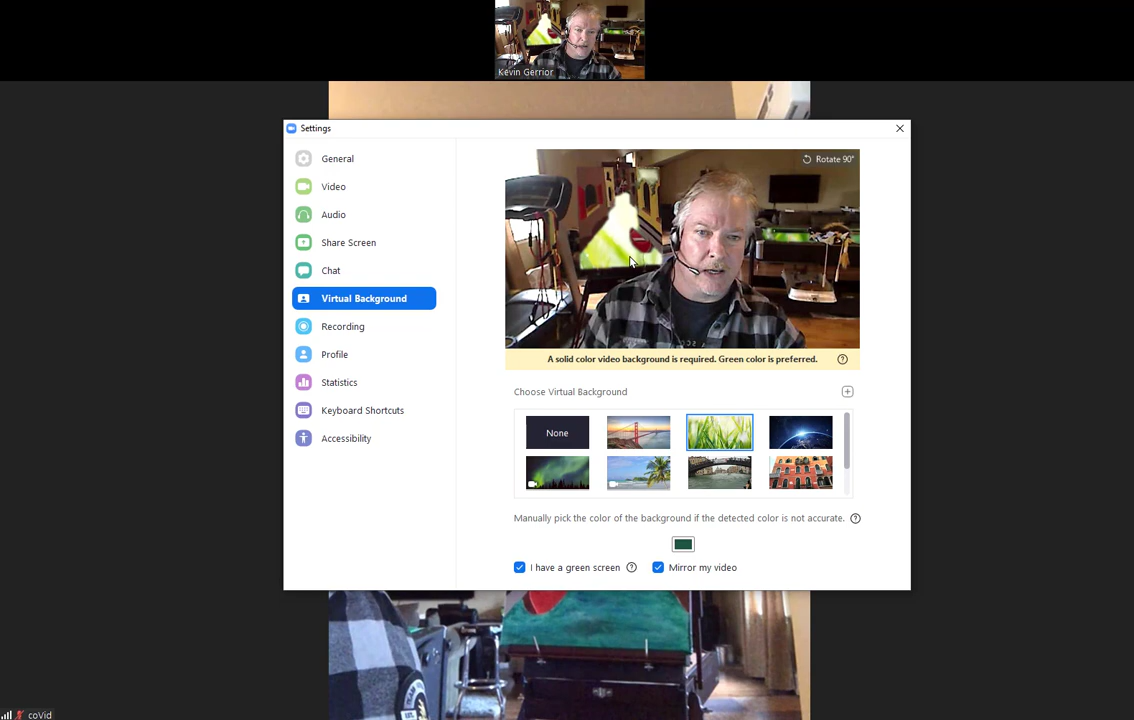 Kevin Gerrior
Settings
General
Video
Audio
Share Screen
Chat
Virtual Background
Recording
Profile
Statistics
Keyboard Shortcuts
Accessibility
Rotate 90°
A solid color video background is required. Green color is preferred.
Choose Virtual Background
None
Manually pick the color of the background if the detected color is not accurate.
I have a green screen
Mirror my video
coVid